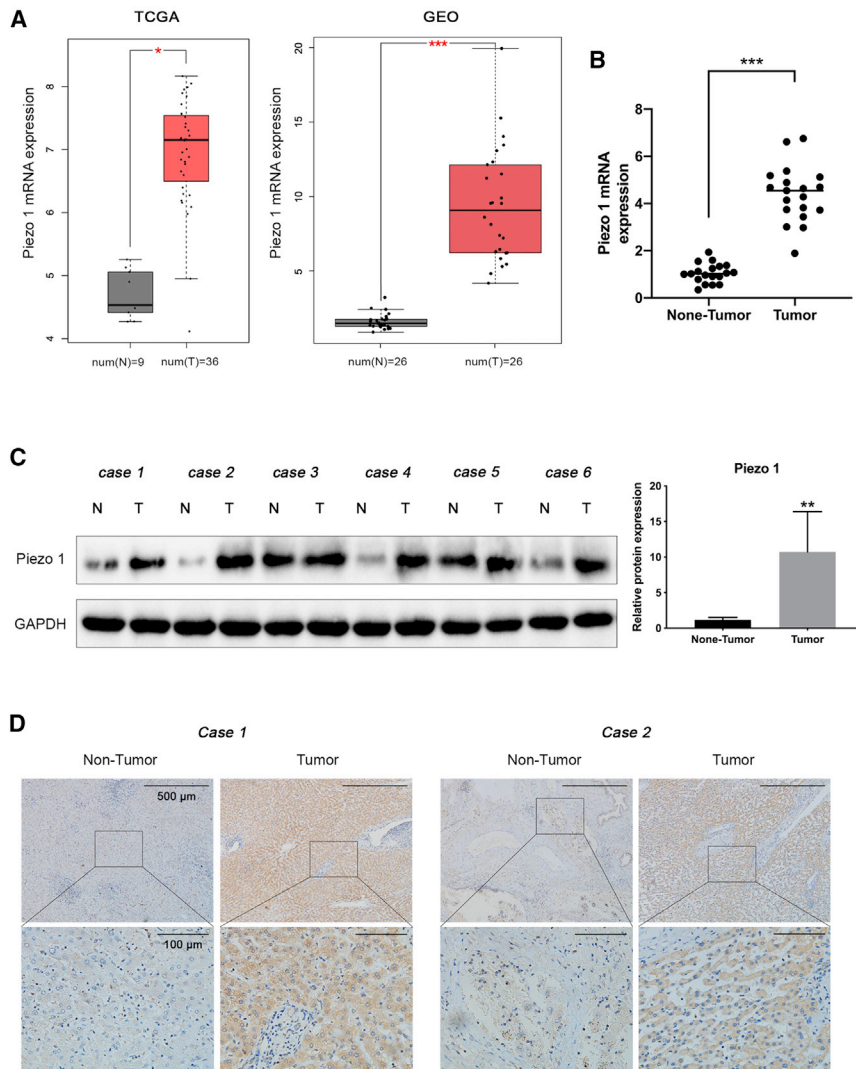 A
TCGA
GEO
Piezo 1 mRNA expression
8
7
6
5
4
*
num(N)=9
num(T)=36
Piezo 1 mRNA expression
20
15
10
5
***
num(N)=26
num(T)=26
B
***
Piezo 1 mRNA
expression
8
6
4
2
0
None-Tumor
Tumor
C
case 1
case 2
case 3
case 4
case 5
case 6
N T N T N T N T N T N T
Piezo 1
GAPDH
Piezo 1
Relative protein expression
20
15
10
5
0
**
None-Tumor
Tumor
D
Case 1
Case 2
Non-Tumor
Tumor
Non-Tumor
Tumor
500 μm
100 μm